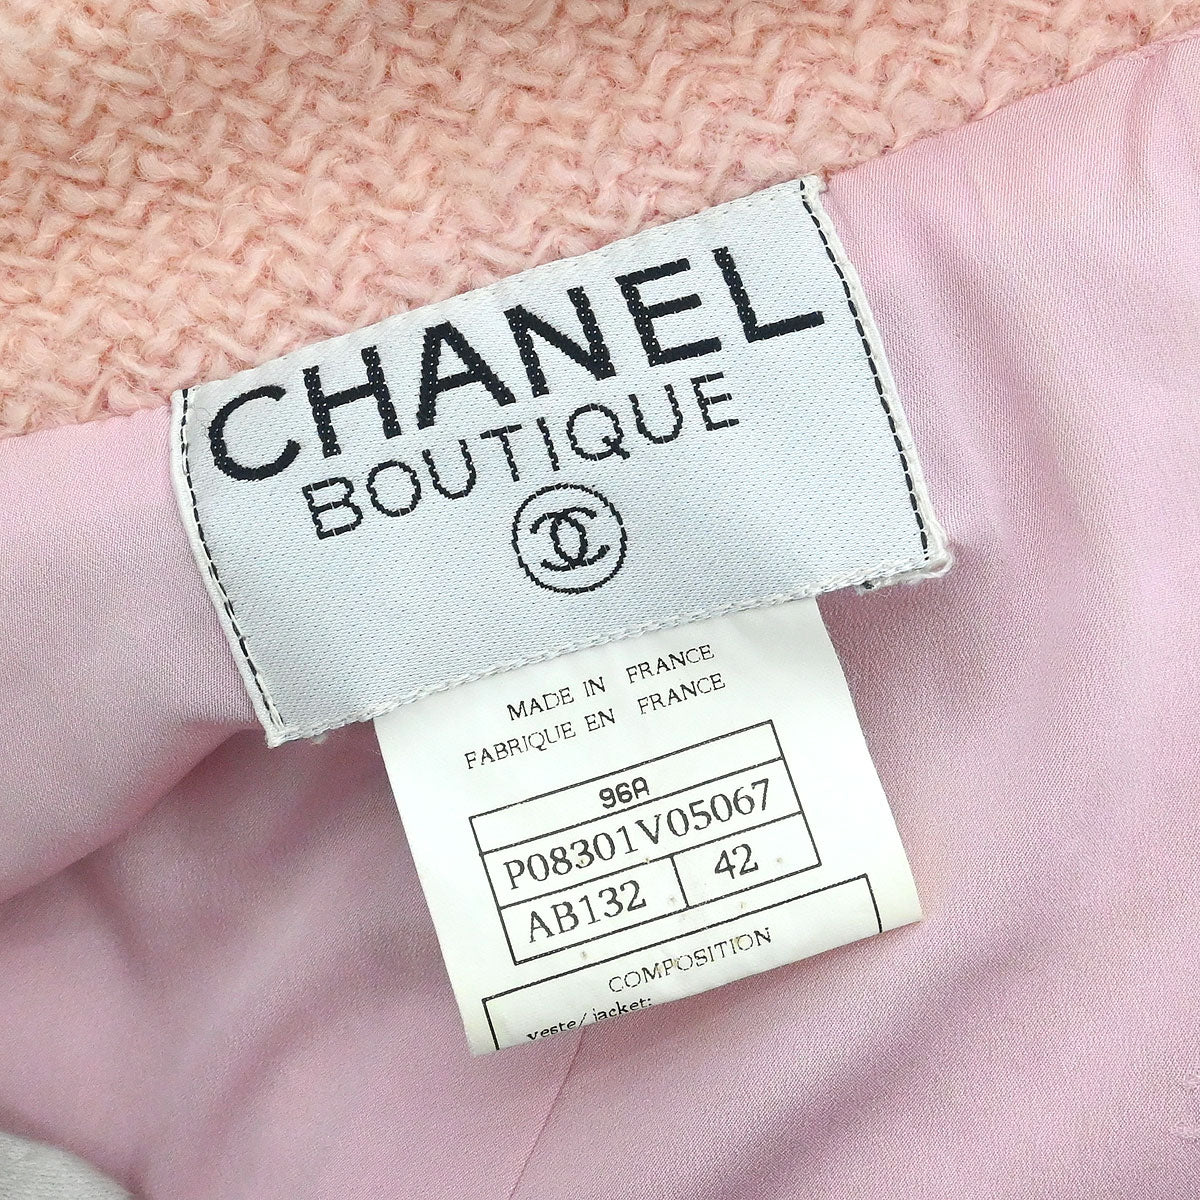 CHANEL
BOUTIQUE
MADE IN FRANCE
FABRIQUE EN FRANCE
96A
P08301V05067
AB132 42
COMPOSITION
veste/jacket: